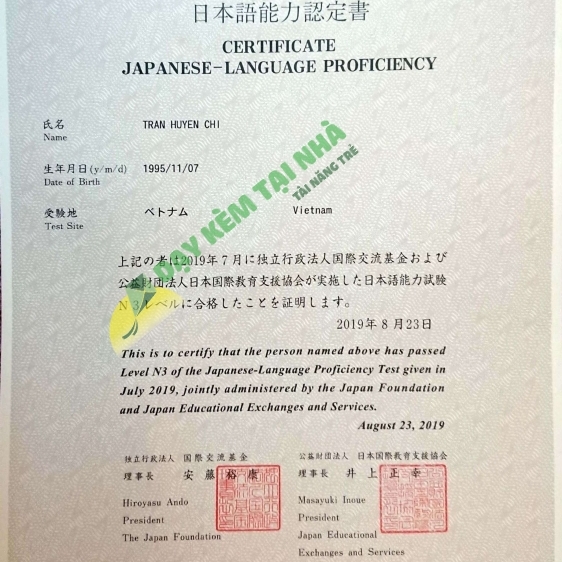 日本語能力認定書
CERTIFICATE
JAPANESE-LANGUAGE PROFICIENCY
氏名 TRAN HUYEN CHI
Name
生年月日(y/m/d) 1995/11/07
Date of Birth
受験地 ベトナム Vietnam
Test Site
DẠY KÈM TẠI NHÀ
TÀI NĂNG TRẺ
上記の者は2019年7月に独立行政法人国際交流基金および
公益財団法人日本国際教育支援協会が実施した日本語能力試験
N3レベルに合格したことを証明します。
2019年8月23日
This is to certify that the person named above has passed
Level N3 of the Japanese-Language Proficiency Test given in
July 2019, jointly administered by the Japan Foundation
and Japan Educational Exchanges and Services.
August 23, 2019
独立行政法人 国際交流基金
理事長 安藤裕康
Hiroyasu Ando
President
The Japan Foundation
公益財団法人 日本国際教育支援協会
理事長 井上正幸
Masayuki Inoue
President
Japan Educational
Exchanges and Services